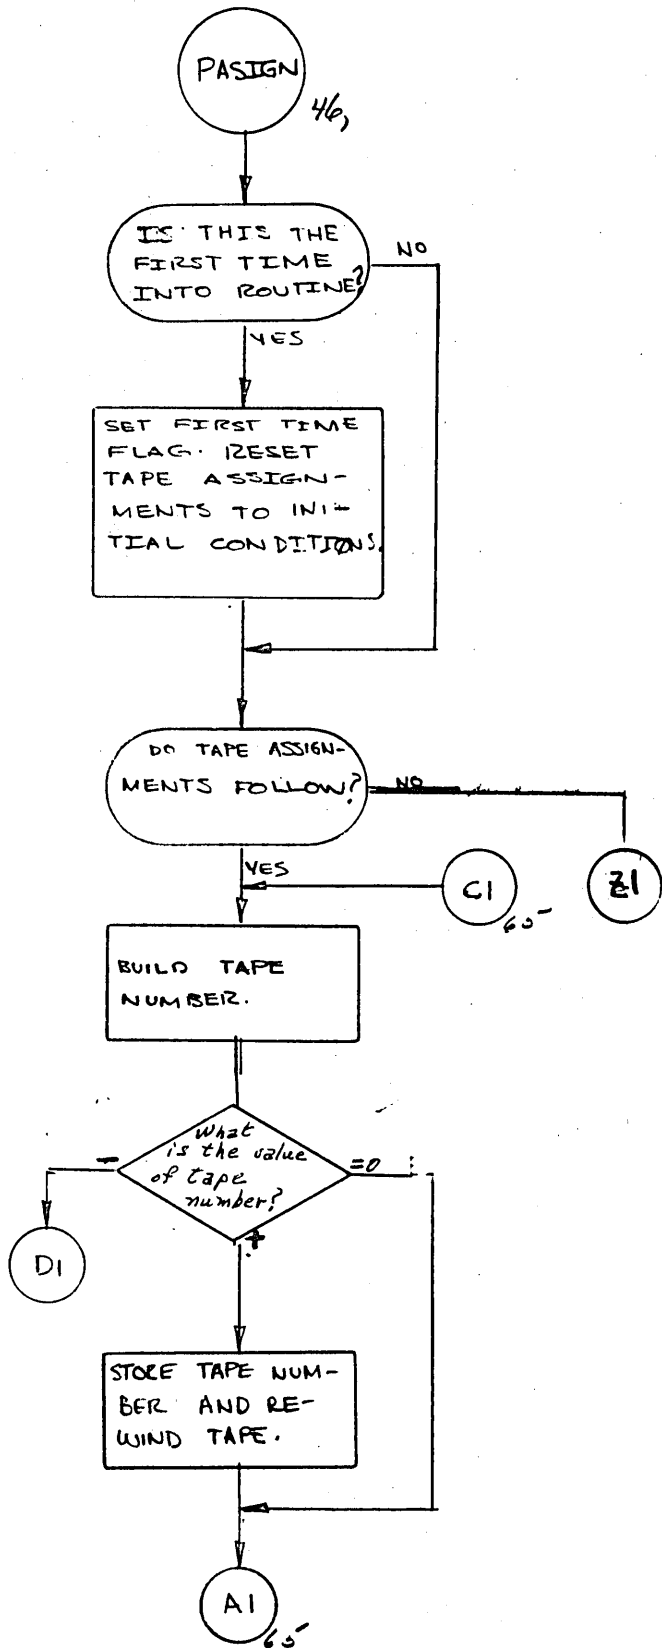 PASIGN
46,
IS THIS THE
FIRST TIME
INTO ROUTINE?
NO
YES
SET FIRST TIME
FLAG. RESET
TAPE ASSIGN-
MENTS TO INI-
TIAL CONDITIONS.
DO TAPE ASSIGN-
MENTS FOLLOW?
NO
YES
C1
65
Z1
BUILD TAPE
NUMBER.
What
is the value
of tape
number?
-
=0
+
D1
STORE TAPE NUM-
BER AND RE-
WIND TAPE.
A1
65